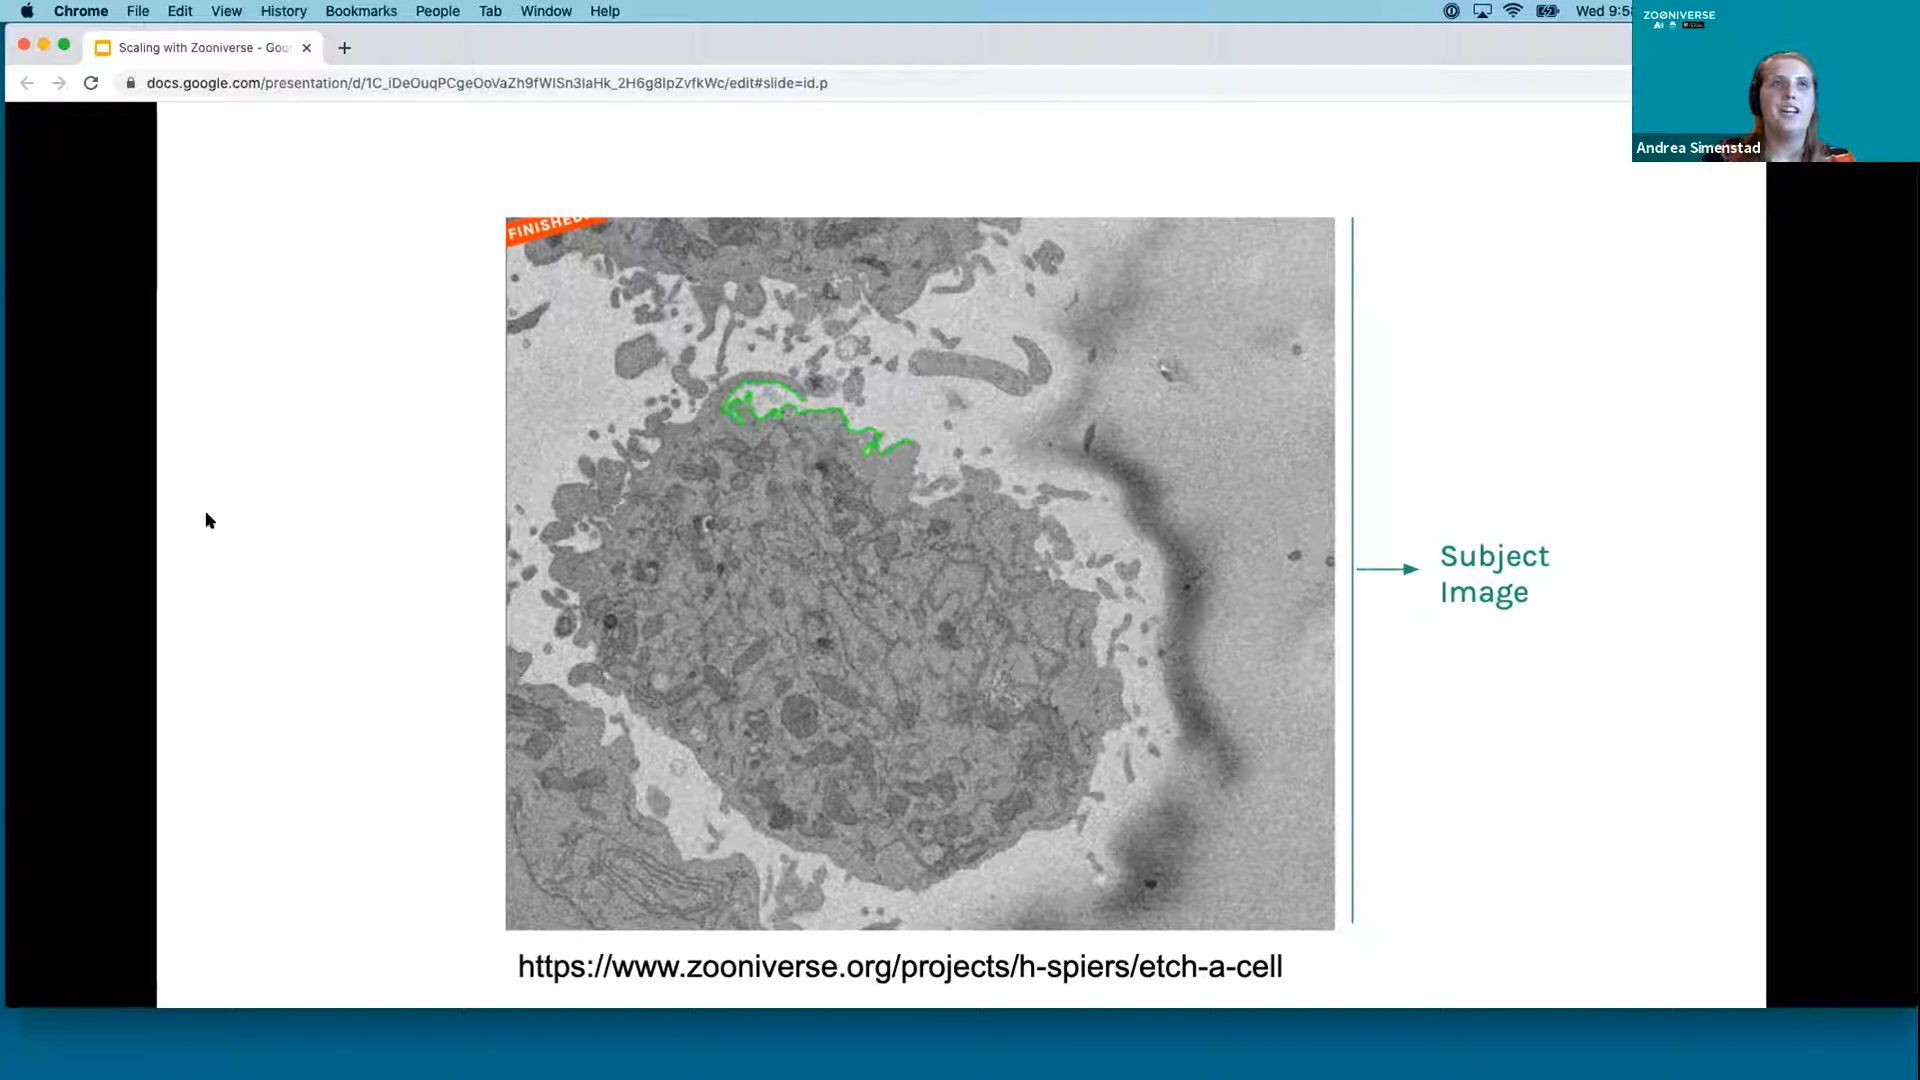 Chrome File Edit View History Bookmarks People Tab Window Help
Wed 9:5
ZOONIVERSE
Scaling with Zooniverse - Goo
docs.google.com/presentation/d/1C_iDeOuqPCgeOoVaZh9fWlSn3laHk_2H6g8lpZvfkWc/edit#slide=id.p
Andrea Simenstad
FINISHED!
Subject
Image
https://www.zooniverse.org/projects/h-spiers/etch-a-cell